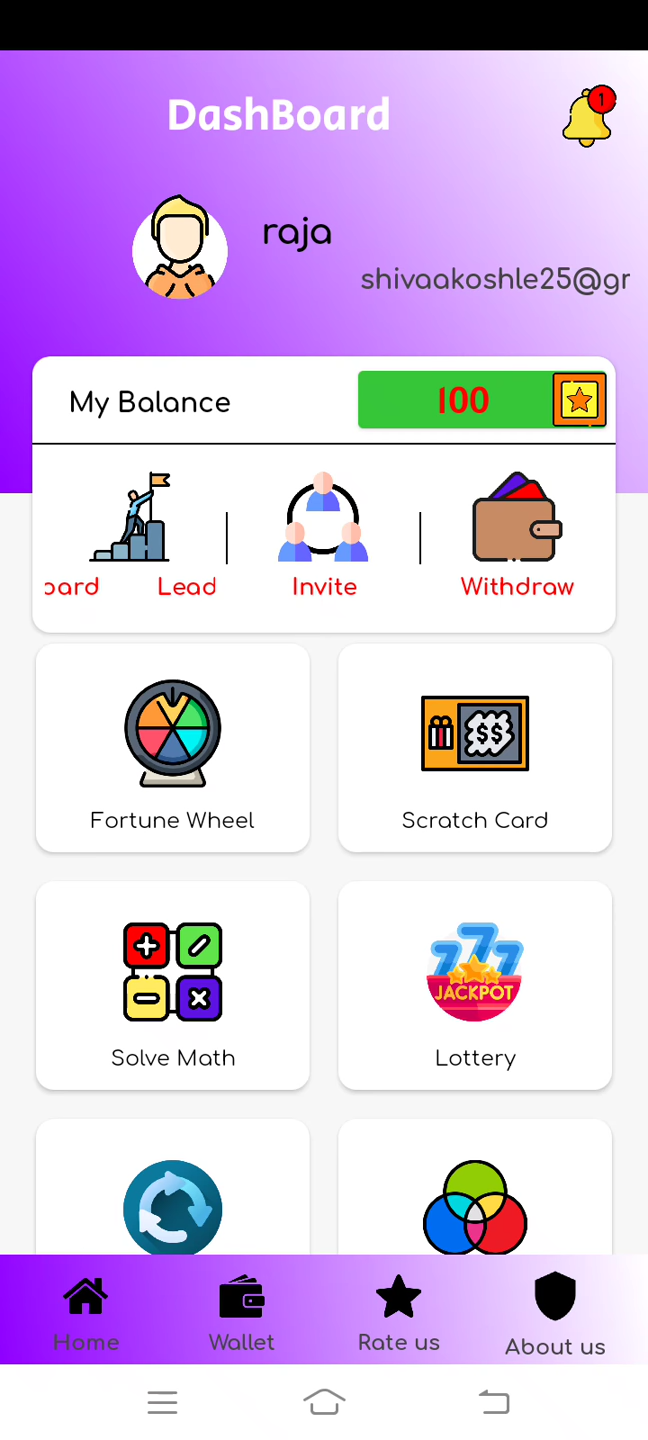 DashBoard
1
raja
shivaakoshle25@gr
My Balance
100
oard Lead
Invite
Withdraw
Fortune Wheel
Scratch Card
$$
Solve Math
777
JACKPOT
Lottery
Home
Wallet
Rate us
About us